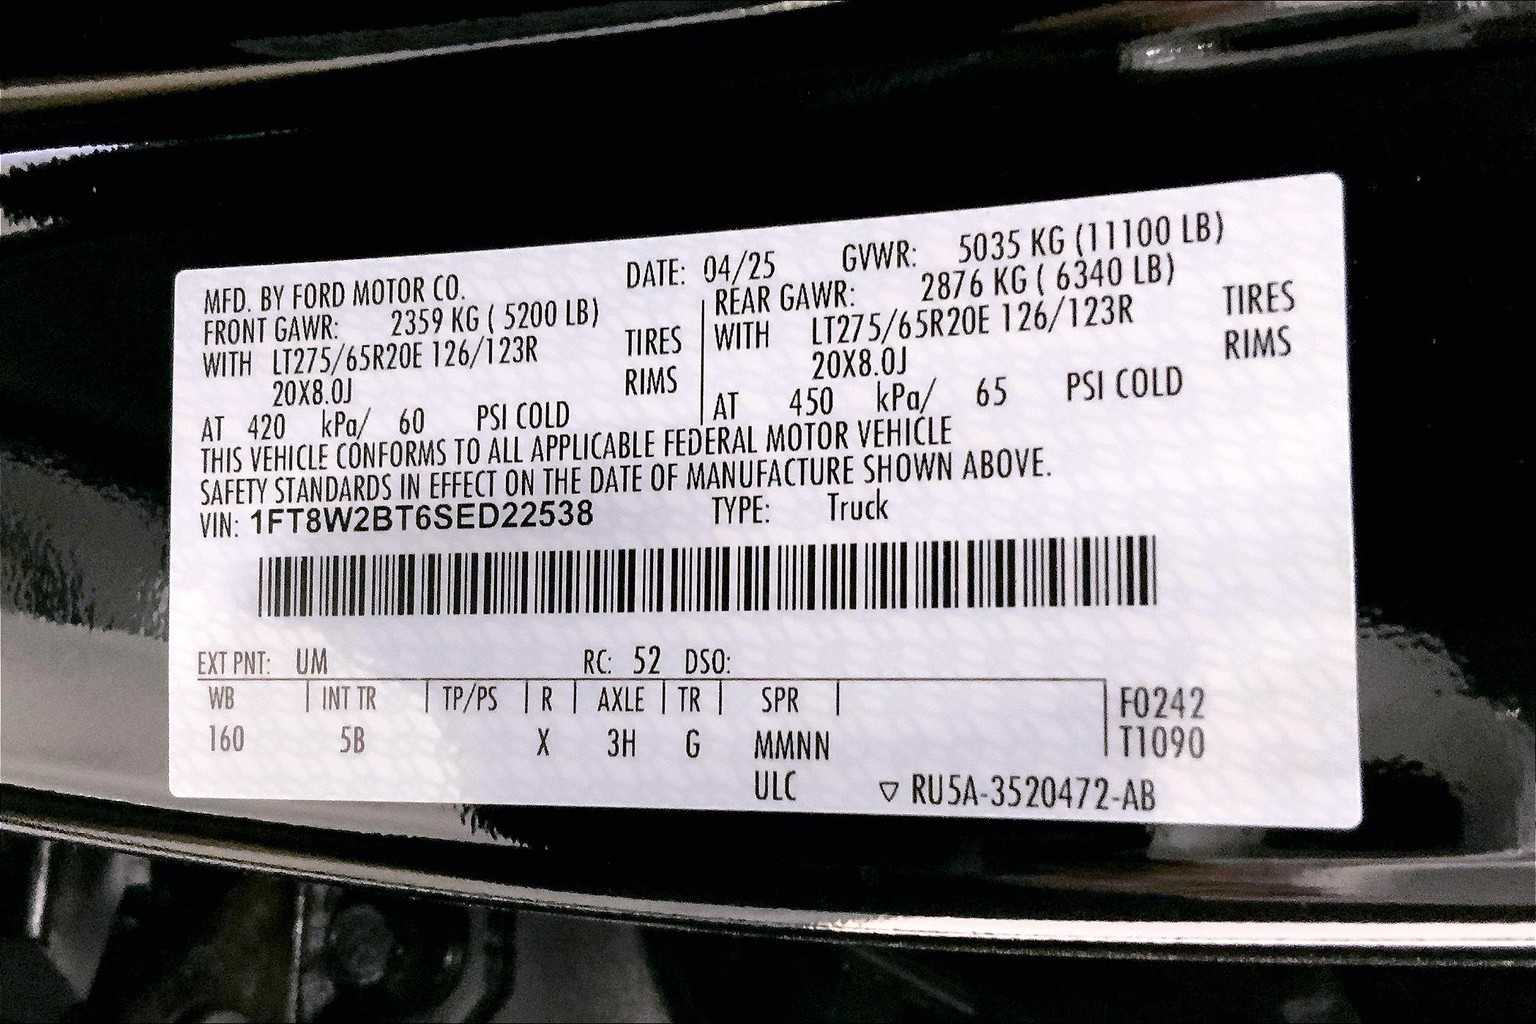 MFD. BY FORD MOTOR CO. DATE: 04/25 GVWR: 5035 KG (11100 LB)
FRONT GAWR: 2359 KG ( 5200 LB) REAR GAWR: 2876 KG ( 6340 LB)
WITH LT275/65R20E 126/123R TIRES WITH LT275/65R20E 126/123R TIRES
20X8.0J RIMS 20X8.0J RIMS
AT 420 kPa/ 60 PSI COLD AT 450 kPa/ 65 PSI COLD
THIS VEHICLE CONFORMS TO ALL APPLICABLE FEDERAL MOTOR VEHICLE
SAFETY STANDARDS IN EFFECT ON THE DATE OF MANUFACTURE SHOWN ABOVE.
VIN: 1FT8W2BT6SED22538 TYPE: Truck
EXT PNT: UM RC: 52 DSO:
WB INT TR TP/PS R AXLE TR SPR F0242
160 5B X 3H G MMNN T1090
ULC ▽ RU5A-3520472-AB